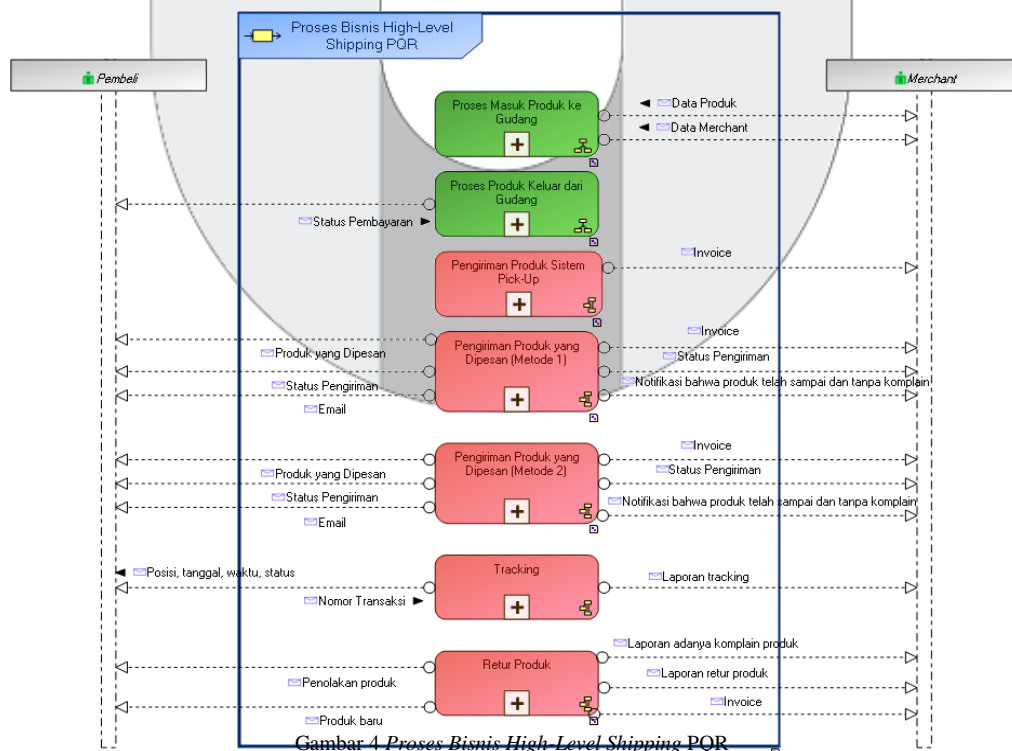 Proses Bisnis High-Level
Shipping PQR
Pembeli
Merchant
Proses Masuk Produk ke
Gudang
Data Produk
Data Merchant
Proses Produk Keluar dari
Gudang
Status Pembayaran
Pengiriman Produk Sistem
Pick-Up
Invoice
Pengiriman Produk yang
Dipesan (Metode 1)
Produk yang Dipesan
Status Pengiriman
Email
Invoice
Status Pengiriman
Notifikasi bahwa produk telah sampai dan tanpa komplain
Pengiriman Produk yang
Dipesan (Metode 2)
Produk yang Dipesan
Status Pengiriman
Email
Invoice
Status Pengiriman
Notifikasi bahwa produk telah sampai dan tanpa komplain
Tracking
Posisi, tanggal, waktu, status
Nomor Transaksi
Laporan tracking
Retur Produk
Penolakan produk
Produk baru
Laporan adanya komplain produk
Laporan retur produk
Invoice
Gambar 4 Proses Bisnis High-Level Shipping PQR